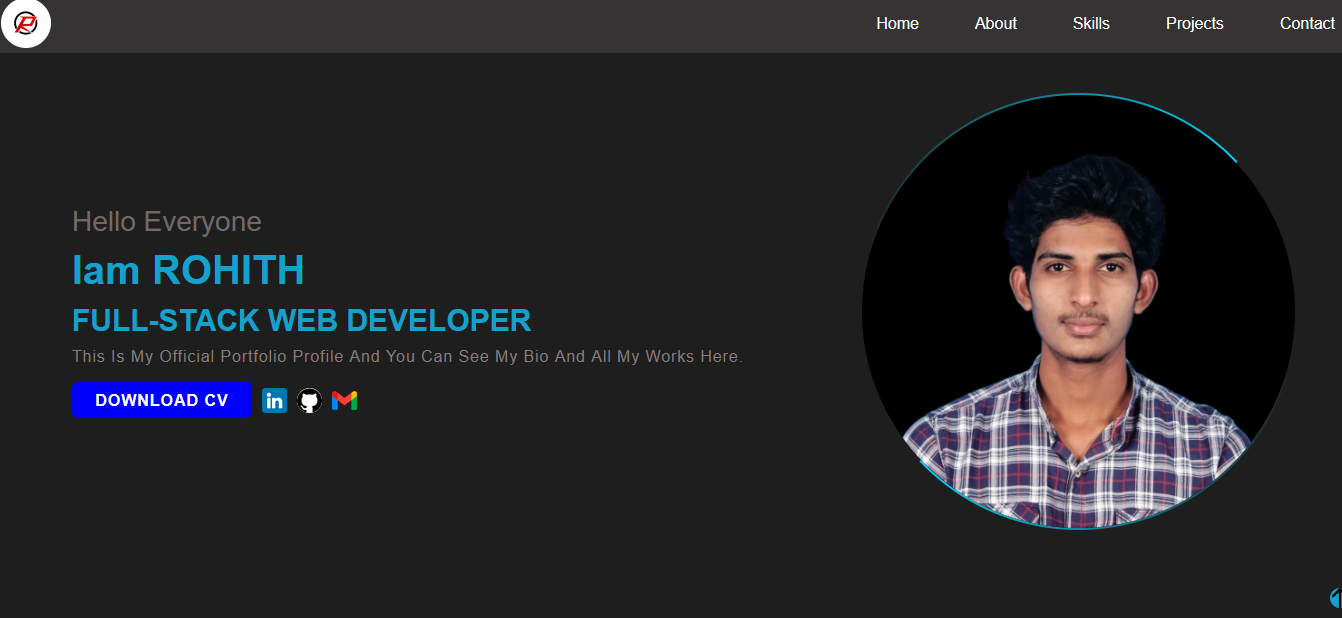 Home About Skills Projects Contact
Hello Everyone
Iam ROHITH
FULL-STACK WEB DEVELOPER
This Is My Official Portfolio Profile And You Can See My Bio And All My Works Here.
DOWNLOAD CV in